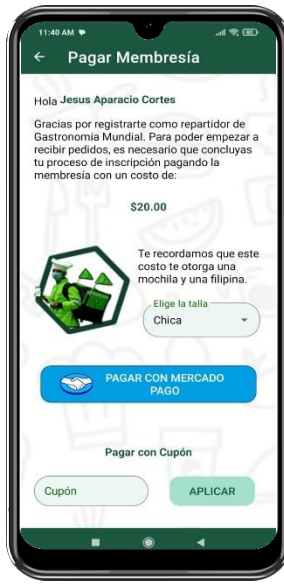 11:40 AM
Pagar Membresía
Hola Jesus Aparacio Cortes
Gracias por registrarte como repartidor de
Gastronomía Mundial. Para poder empezar a
recibir pedidos, es necesario que concluyas
tu proceso de inscripción pagando la
membresía con un costo de:
$20.00
Te recordamos que este
costo te otorga una
mochila y una filipina.
Elige la talla
Chica
PAGAR CON MERCADO
PAGO
Pagar con Cupón
Cupón
APLICAR